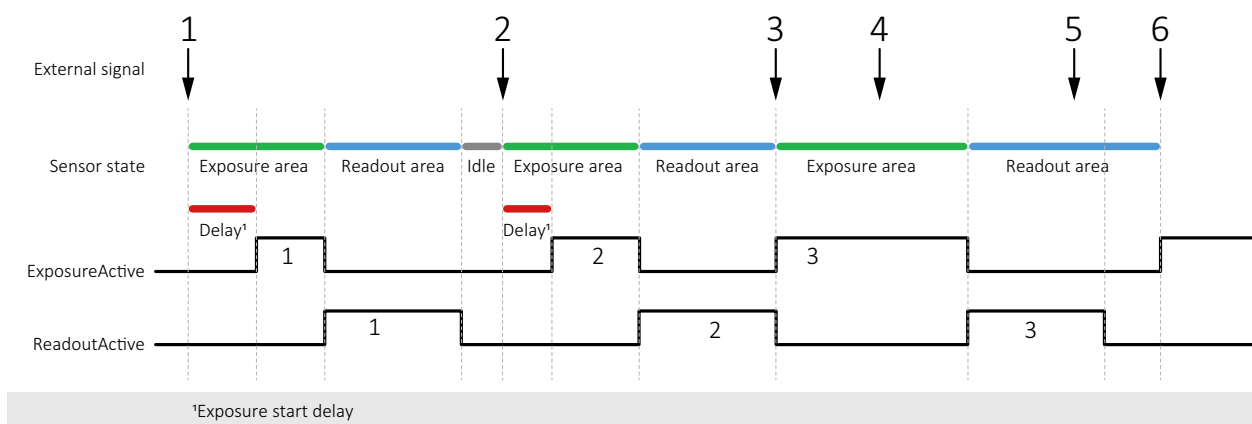 1 2 3 4 5 6
External signal
Sensor state Exposure area Readout area Idle Exposure area Readout area Exposure area Readout area
Delay¹ Delay¹
ExposureActive 1 2 3
ReadoutActive 1 2 3
¹Exposure start delay